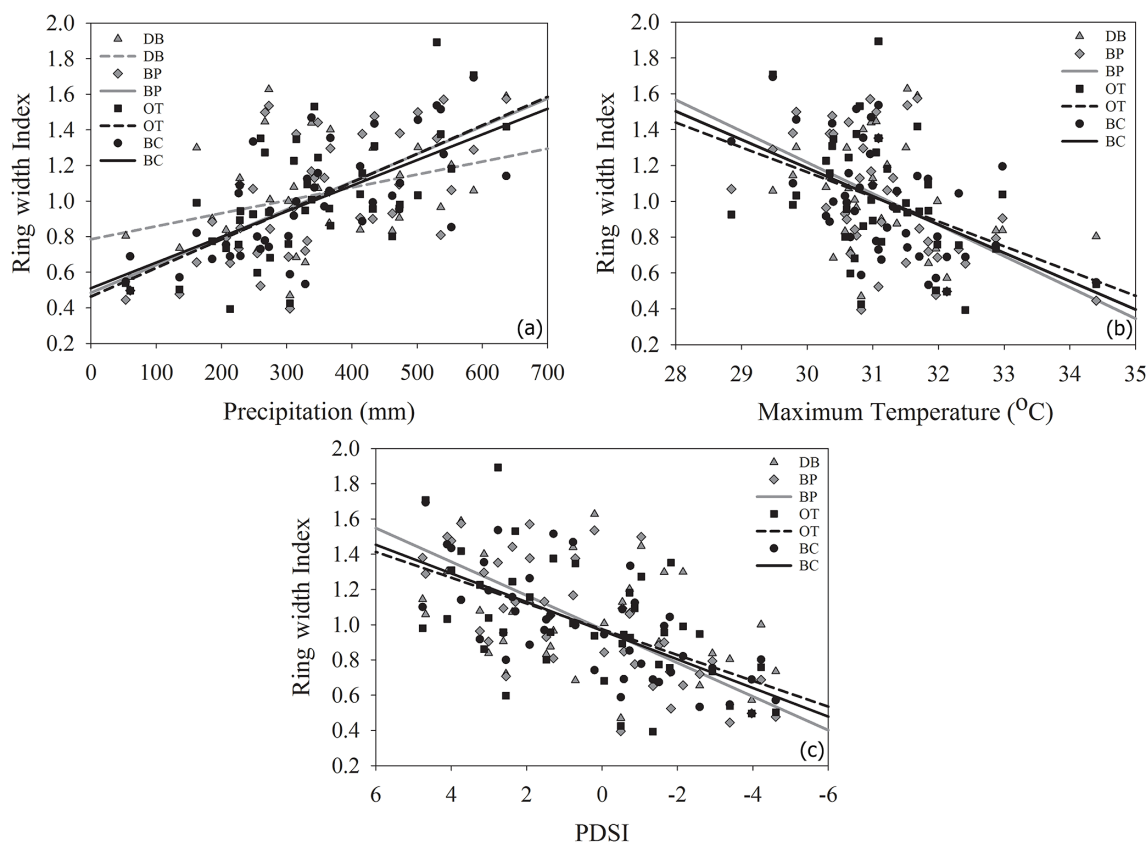 2.0
1.8
1.6
1.4
1.2
1.0
0.8
0.6
0.4
0.2
Ring width Index
DB
DB
BP
BP
OT
OT
BC
BC
(a)
0 100 200 300 400 500 600 700
Precipitation (mm)
2.0
1.8
1.6
1.4
1.2
1.0
0.8
0.6
0.4
0.2
Ring width Index
DB
BP
BP
OT
OT
BC
BC
(b)
28 29 30 31 32 33 34 35
Maximum Temperature (°C)
2.0
1.8
1.6
1.4
1.2
1.0
0.8
0.6
0.4
0.2
Ring width Index
DB
BP
BP
OT
OT
BC
BC
(c)
6 4 2 0 -2 -4 -6
PDSI